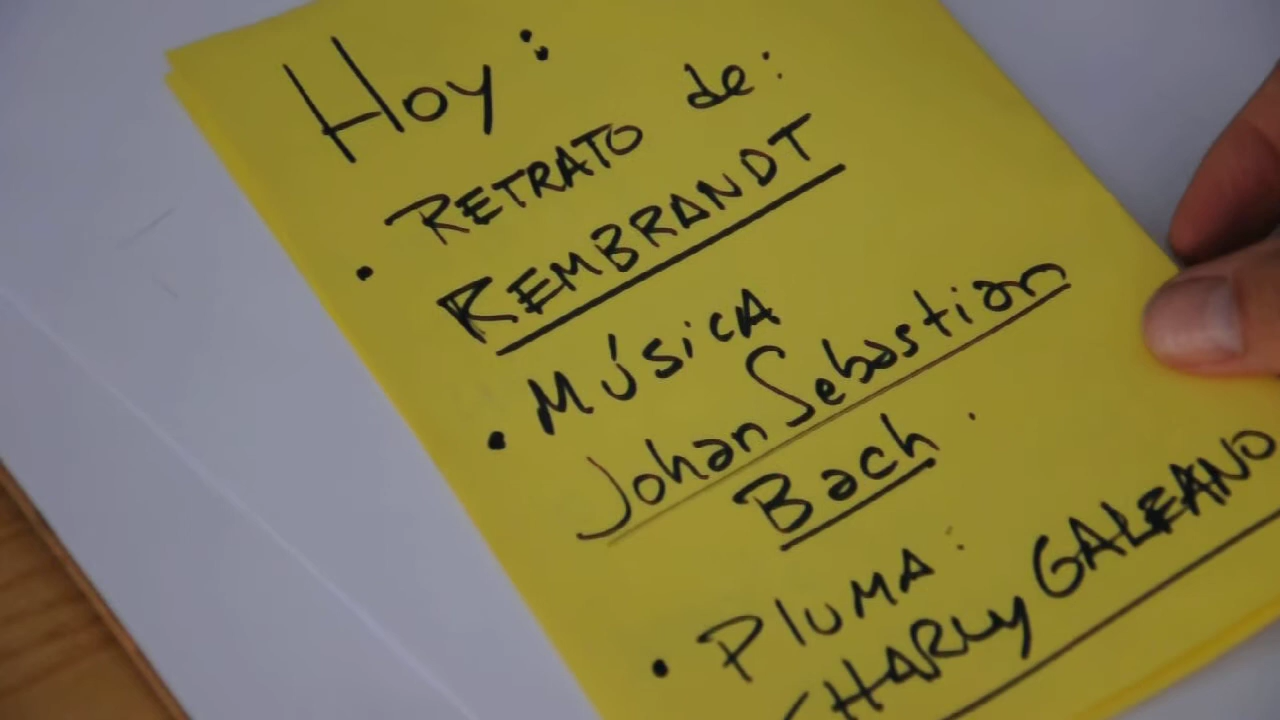 Hoy:
• RETRATO de:
REMBRANDT
• MÚSICA
Johan Sebastian
Bach.
• PLUMA:
CHARLY GALEANO